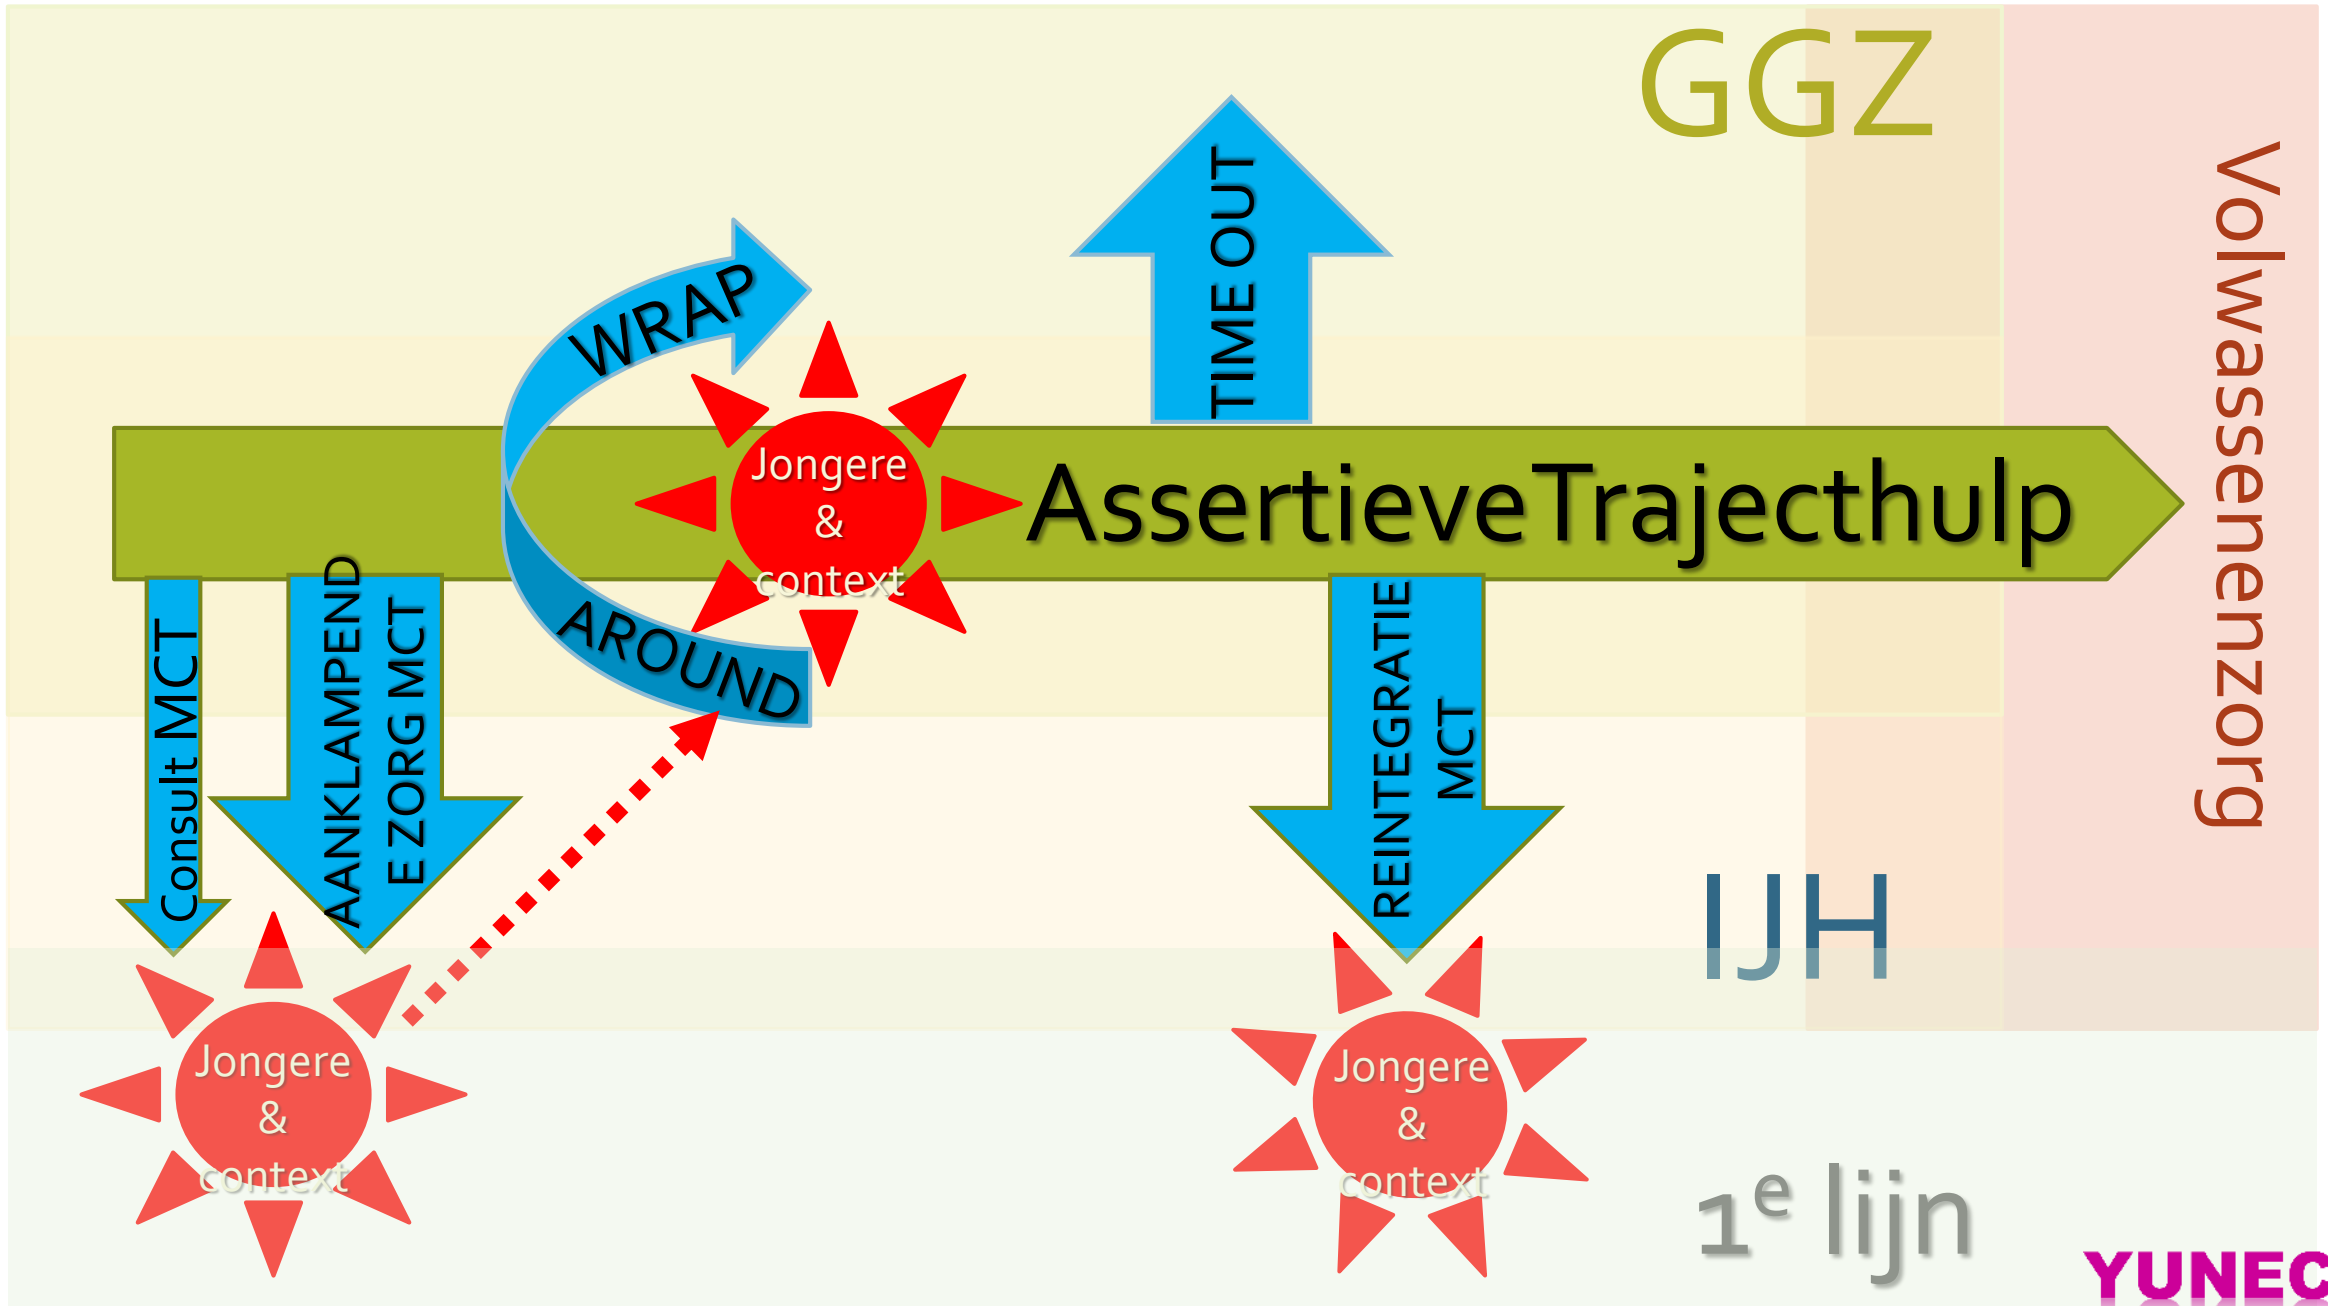 GGZ
Volwassenenzorg
TIME OUT
WRAP
Jongere
&
context
AssertieveTrajecthulp
AROUND
Consult MCT
AANKLAMPEND
E ZORG MCT
REINTEGRATIE
MCT
IJH
Jongere
&
context
Jongere
&
context
1e lijn
YUNEC